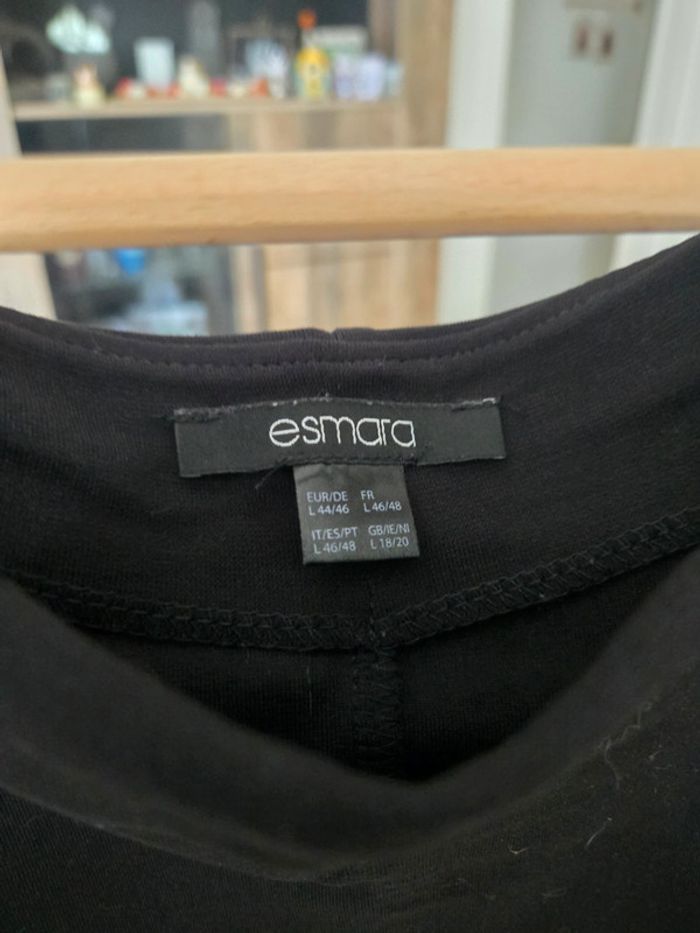 esmara
EUR/DE FR
L 44/46 L 46/48
IT/ES/PT GB/IE/NI
L 46/48 L 18/20